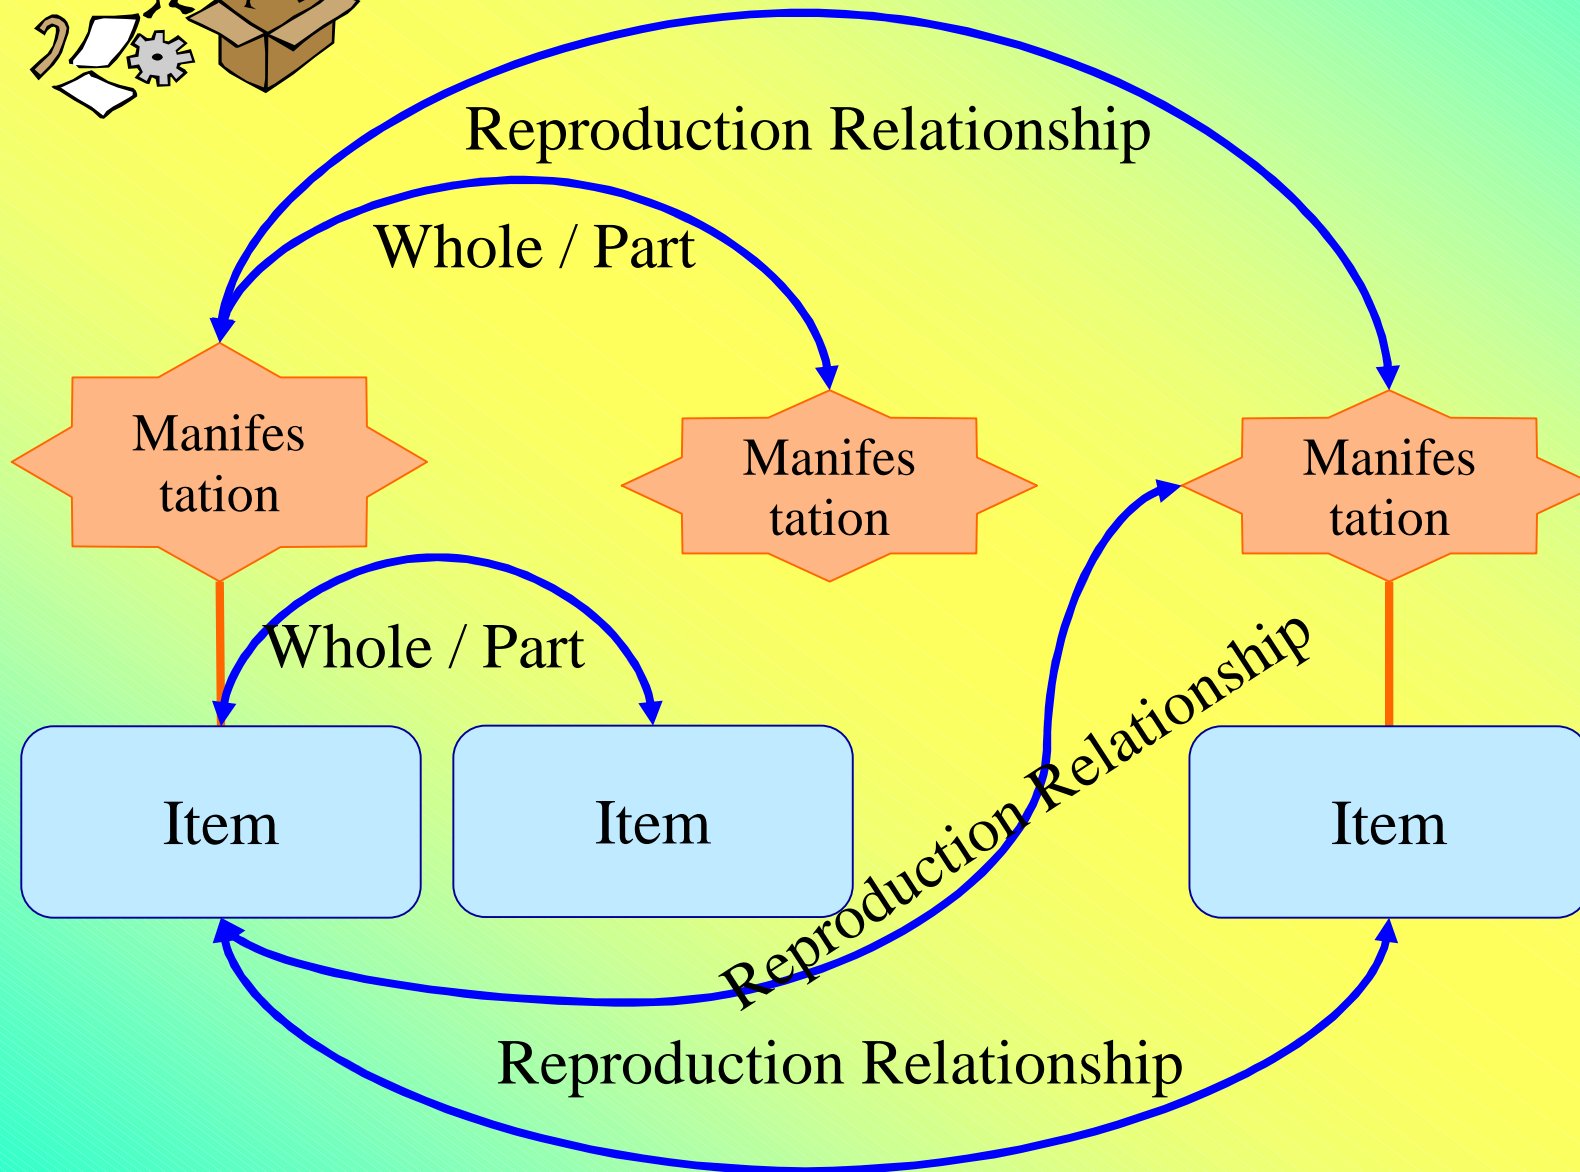 Reproduction Relationship
Whole / Part
Manifes
tation
Manifes
tation
Manifes
tation
Whole / Part
Reproduction Relationship
Item
Item
Item
Reproduction Relationship